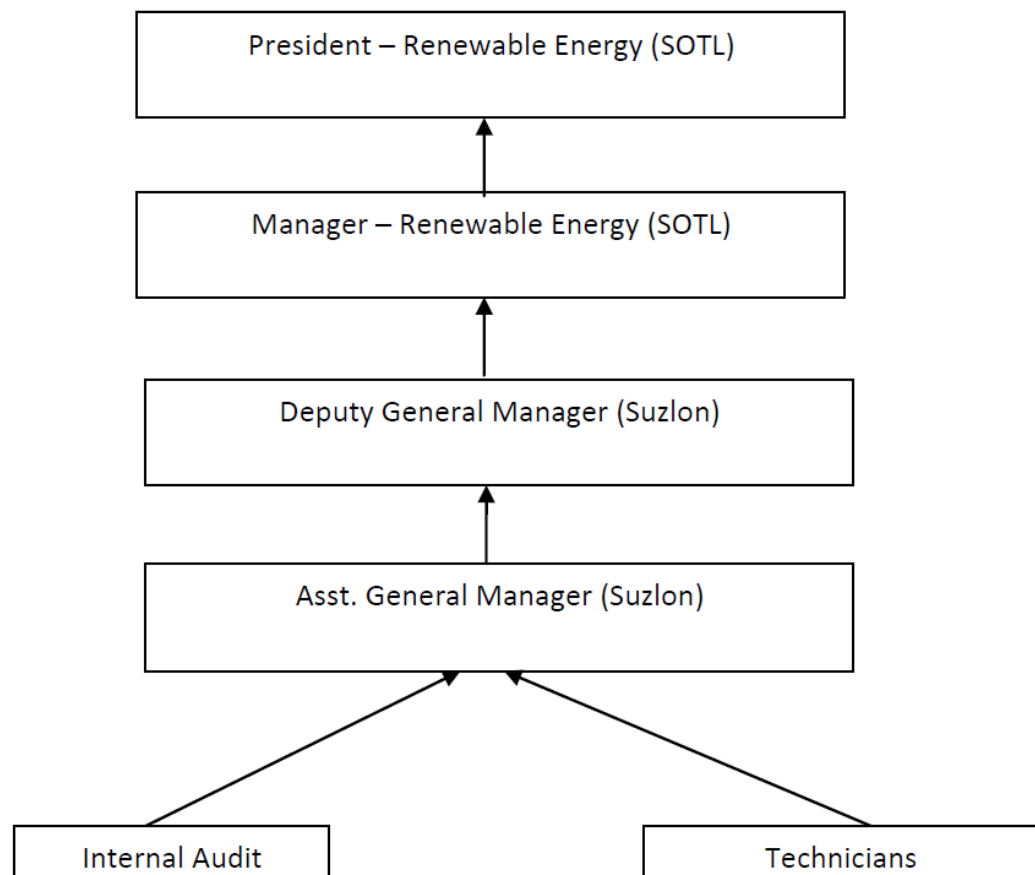 President – Renewable Energy (SOTL)
Manager – Renewable Energy (SOTL)
Deputy General Manager (Suzlon)
Asst. General Manager (Suzlon)
Internal Audit
Technicians